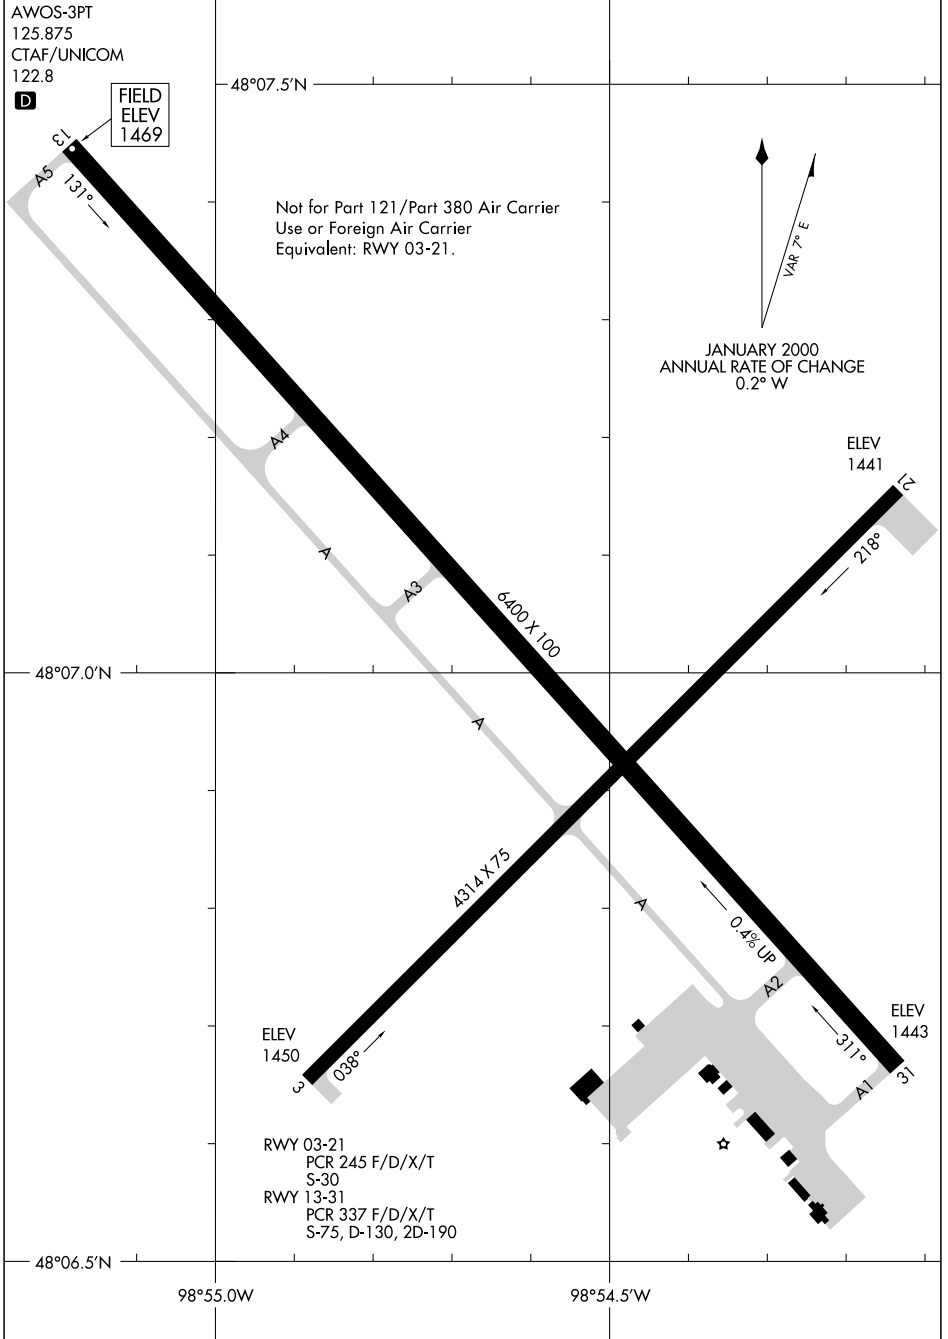 AWOS-3PT
125.875
CTAF/UNICOM
122.8
D
FIELD
ELEV
1469
48°07.5'N
13
A5
131°
Not for Part 121/Part 380 Air Carrier
Use or Foreign Air Carrier
Equivalent: RWY 03-21.
VAR 7° E
JANUARY 2000
ANNUAL RATE OF CHANGE
0.2° W
ELEV
1441
21
218°
A4
A
A3
6400 X 100
48°07.0'N
A
4314 X 75
A
0.4% UP
A2
ELEV
1443
311°
31
A1
ELEV
1450
038°
3
RWY 03-21
PCR 245 F/D/X/T
S-30
RWY 13-31
PCR 337 F/D/X/T
S-75, D-130, 2D-190
48°06.5'N
98°55.0'W
98°54.5'W